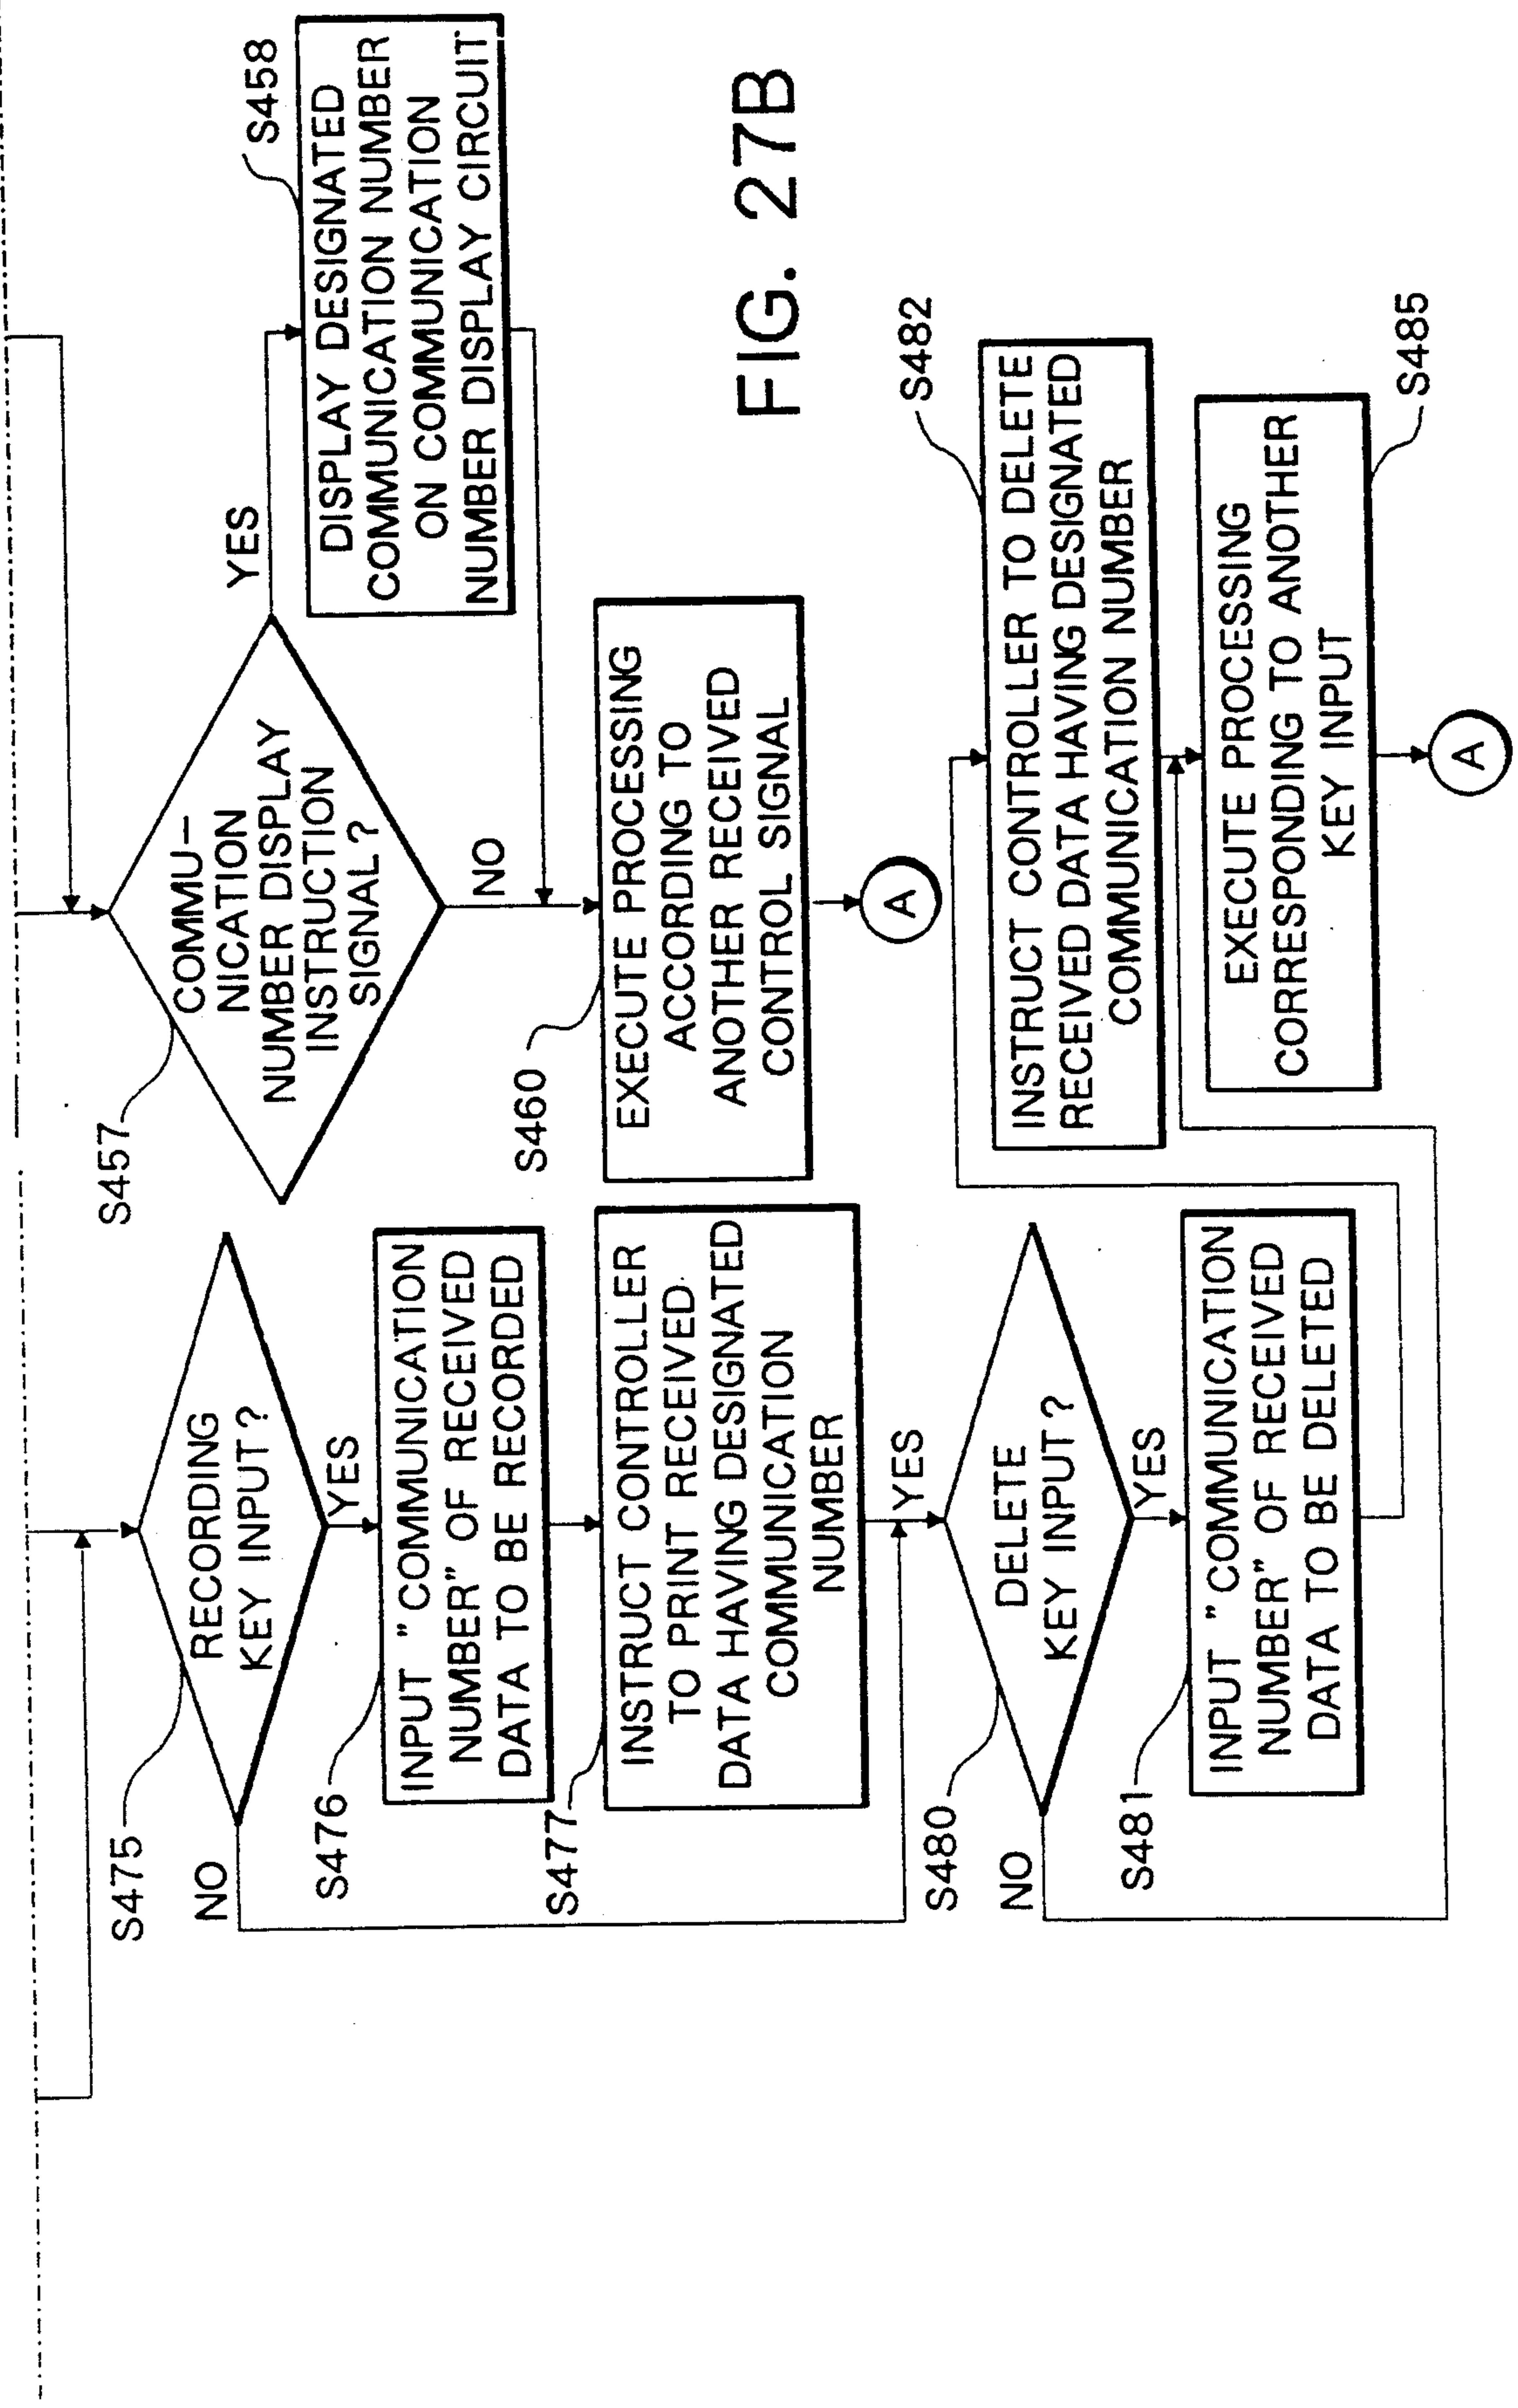 S475
RECORDING
KEY INPUT?
NO
YES
S476
INPUT "COMMUNICATION
NUMBER" OF RECEIVED
DATA TO BE RECORDED
S477
INSTRUCT CONTROLLER
TO PRINT RECEIVED
DATA HAVING DESIGNATED
COMMUNICATION
NUMBER
YES
S480
DELETE
KEY INPUT?
NO
YES
S481
INPUT "COMMUNICATION
NUMBER" OF RECEIVED
DATA TO BE DELETED
S457
COMMU-
NICATION
NUMBER DISPLAY
INSTRUCTION
SIGNAL?
YES
NO
S458
DISPLAY DESIGNATED
COMMUNICATION NUMBER
ON COMMUNICATION
NUMBER DISPLAY CIRCUIT
S460
EXECUTE PROCESSING
ACCORDING TO
ANOTHER RECEIVED
CONTROL SIGNAL
A
S482
INSTRUCT CONTROLLER TO DELETE
RECEIVED DATA HAVING DESIGNATED
COMMUNICATION NUMBER
S485
EXECUTE PROCESSING
CORRESPONDING TO ANOTHER
KEY INPUT
A
FIG. 27B